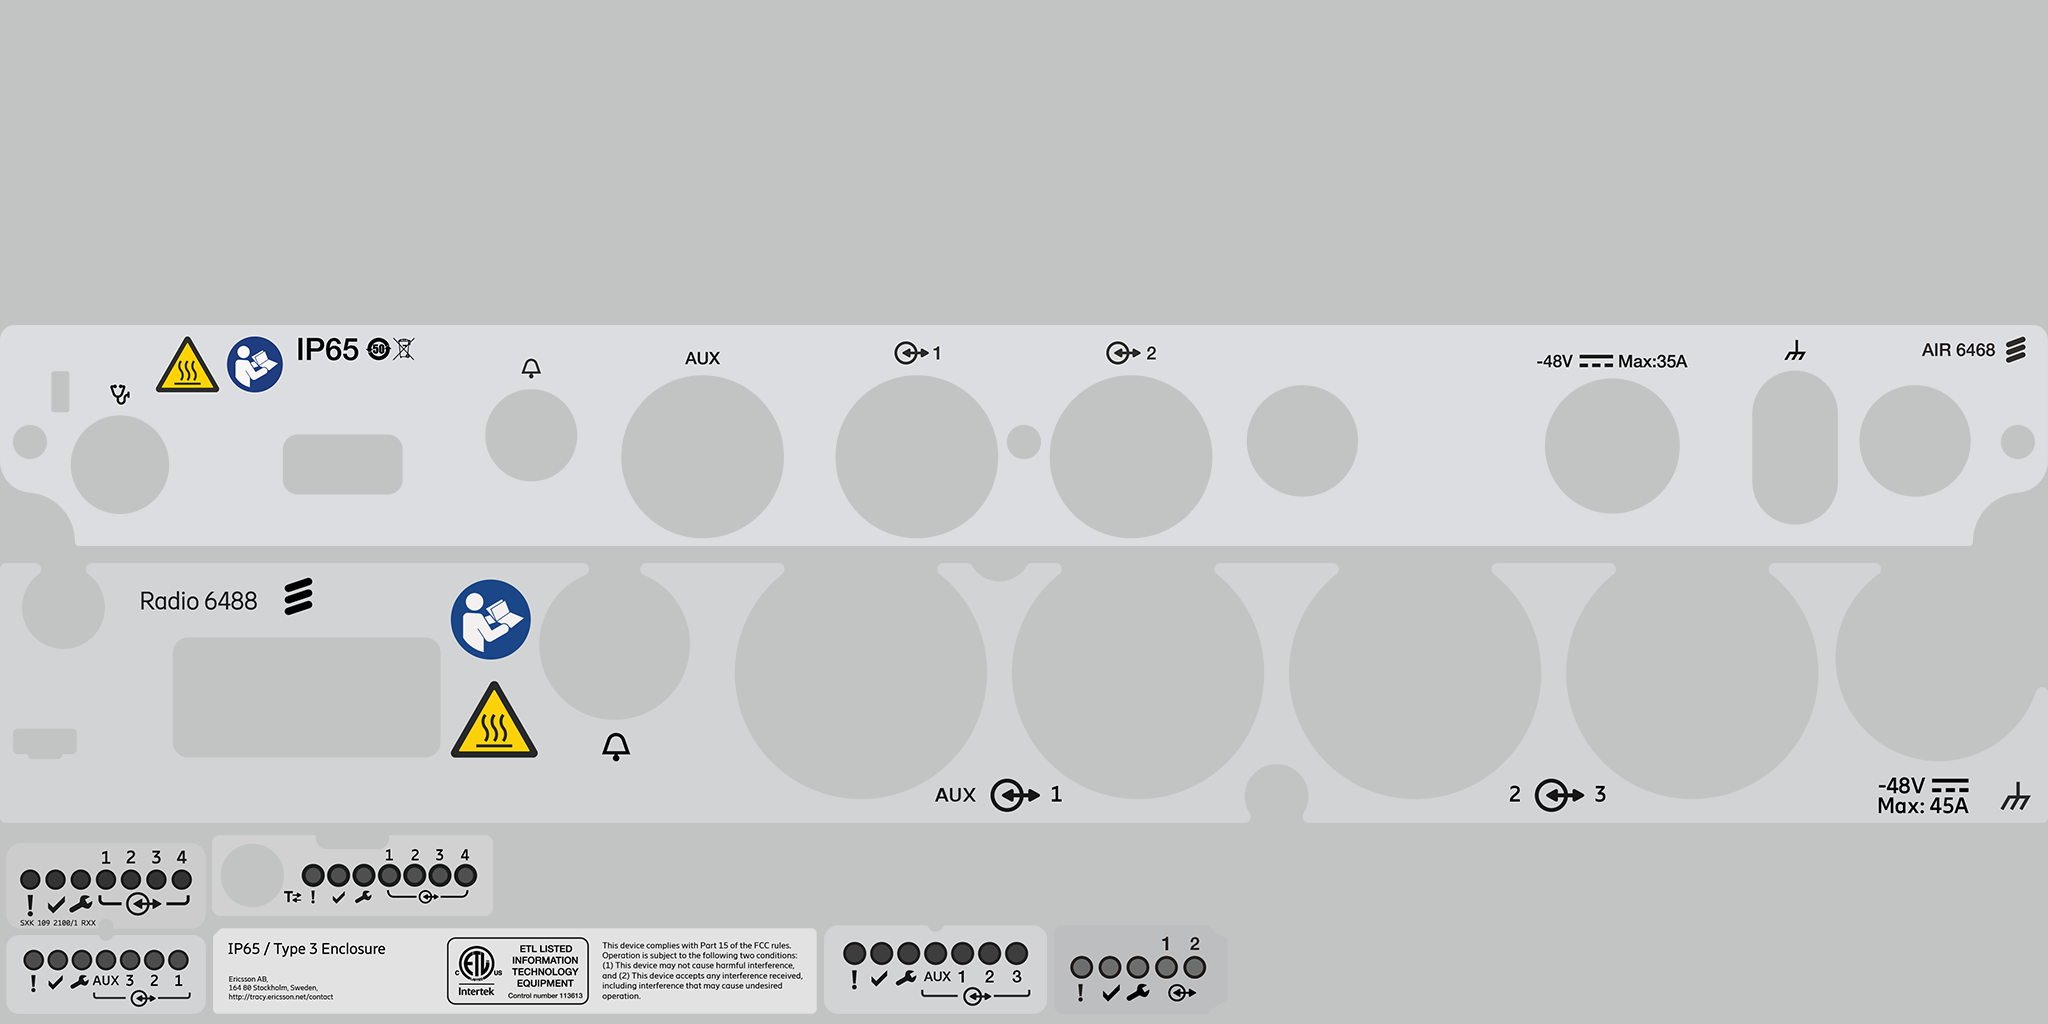 IP65 50
AUX
1
2
-48V Max:35A
AIR 6468
Radio 6488
AUX 1
2 3
-48V
Max: 45A
1 2 3 4
!
SXK 109 2100/1 RXX
1 2 3 4
T !
! AUX 3 2 1
IP65 / Type 3 Enclosure
Ericsson AB,
164 80 Stockholm, Sweden,
http://tracy.ericsson.net/contact
ETL
C US
Intertek
ETL LISTED
INFORMATION
TECHNOLOGY
EQUIPMENT
Control number 113613
This device complies with Part 15 of the FCC rules.
Operation is subject to the following two conditions:
(1) This device may not cause harmful interference,
and (2) This device accepts any interference received,
including interference that may cause undesired
operation.
! AUX 1 2 3
1 2
!